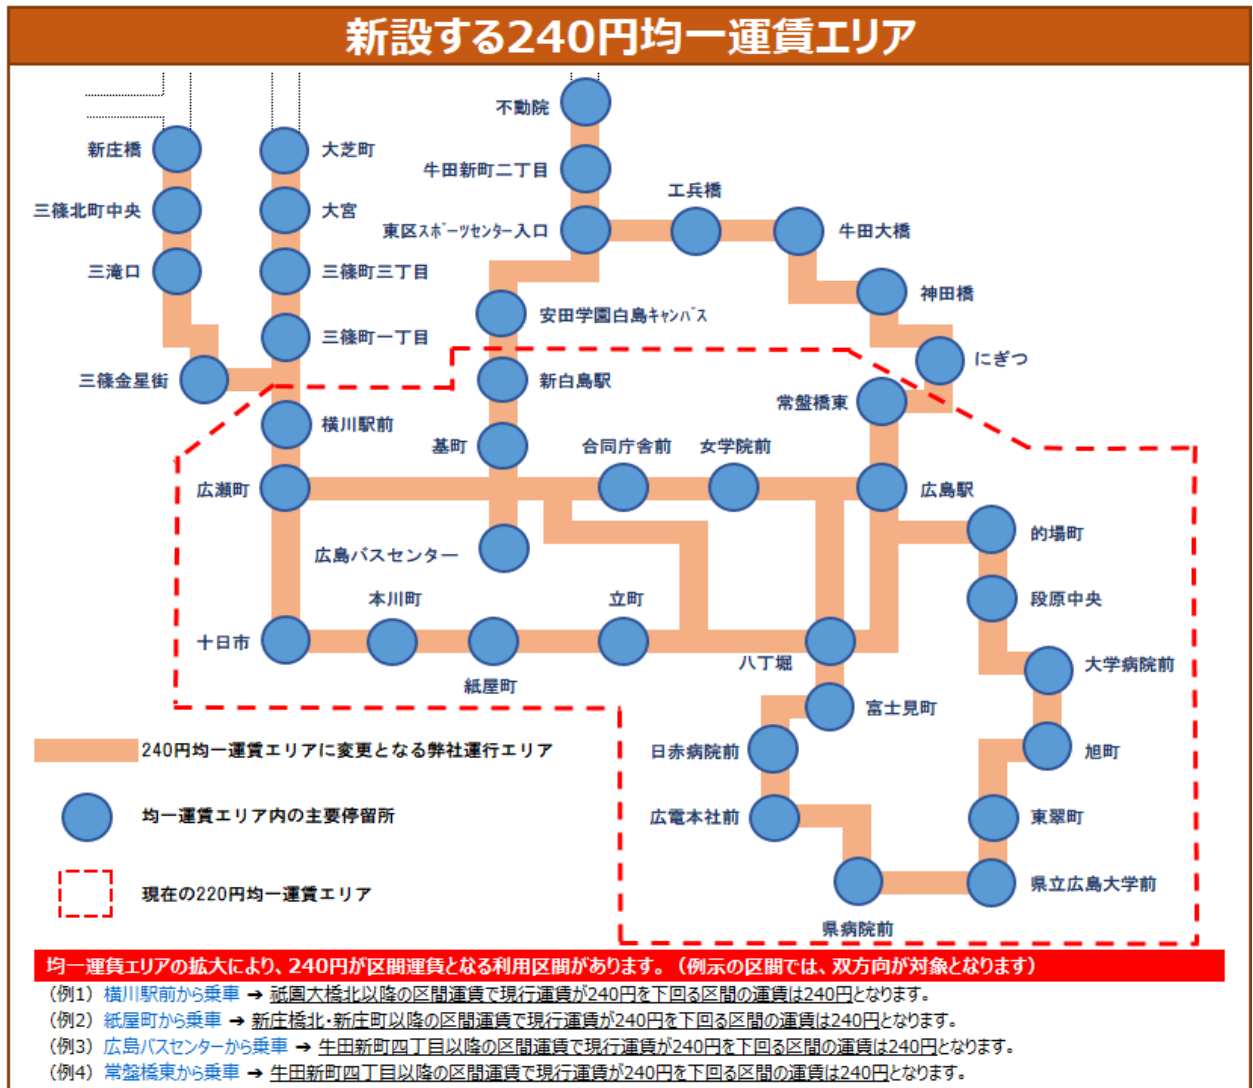 新設する240円均一運賃エリア
不動院
新庄橋
大芝町
牛田新町二丁目
工兵橋
三篠北町中央
大宮
東区スポーツセンター入口
牛田大橋
三滝口
三篠町三丁目
神田橋
安田学園白島キャンパス
三篠町一丁目
にぎつ
三篠金星街
新白島駅
常盤橋東
横川駅前
基町
合同庁舎前
女学院前
広瀬町
広島駅
的場町
広島バスセンター
本川町
立町
段原中央
十日市
紙屋町
八丁堀
大学病院前
富士見町
240円均一運賃エリアに変更となる弊社運行エリア
日赤病院前
旭町
均一運賃エリア内の主要停留所
広電本社前
東翠町
現在の220円均一運賃エリア
県病院前
県立広島大学前
均一運賃エリアの拡大により、240円が区間運賃となる利用区間があります。（例示の区間では、双方向が対象となります）
（例1） 横川駅前から乗車 → 祇園大橋北以降の区間運賃で現行運賃が240円を下回る区間の運賃は240円となります。
（例2） 紙屋町から乗車 → 新庄橋北・新庄町以降の区間運賃で現行運賃が240円を下回る区間の運賃は240円となります。
（例3） 広島バスセンターから乗車 → 牛田新町四丁目以降の区間運賃で現行運賃が240円を下回る区間の運賃は240円となります。
（例4） 常盤橋東から乗車 → 牛田新町四丁目以降の区間運賃で現行運賃が240円を下回る区間の運賃は240円となります。